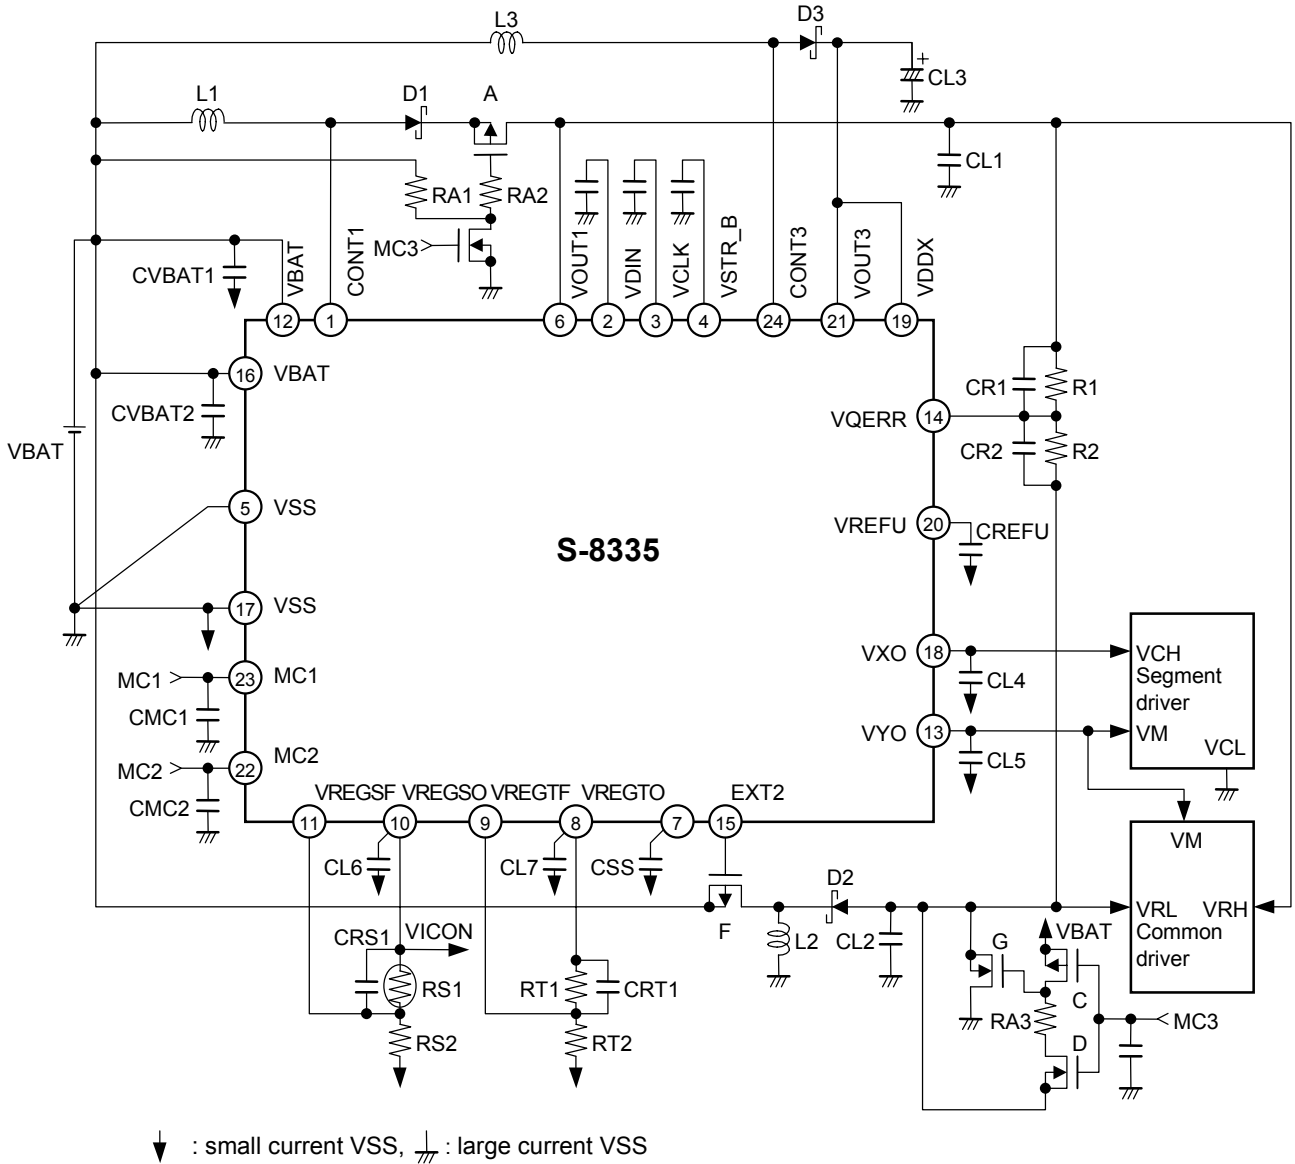 L3
D3
+
CL3
L1
D1
A
CL1
RA1
RA2
MC3
CVBAT1
VBAT
CONT1
VOUT1
VDIN
VCLK
VSTR_B
CONT3
VOUT3
VDDX
12
1
6
2
3
4
24
21
19
16
VBAT
CVBAT2
VBAT
CR1
R1
VQERR
14
CR2
R2
5
VSS
S-8335
VREFU
20
CREFU
17
VSS
MC1
23
MC1
CMC1
MC2
22
MC2
CMC2
VXO
18
CL4
VYO
13
CL5
VCH
Segment
driver
VM
VCL
VREGSF
VREGSO
VREGTF
VREGTO
EXT2
11
10
9
8
7
15
CL6
CL7
CSS
F
D2
L2
CL2
VM
VRL
VRH
Common
driver
G
VBAT
C
RA3
D
MC3
CRS1
VICON
RS1
RS2
RT1
CRT1
RT2
: small current VSS, : large current VSS